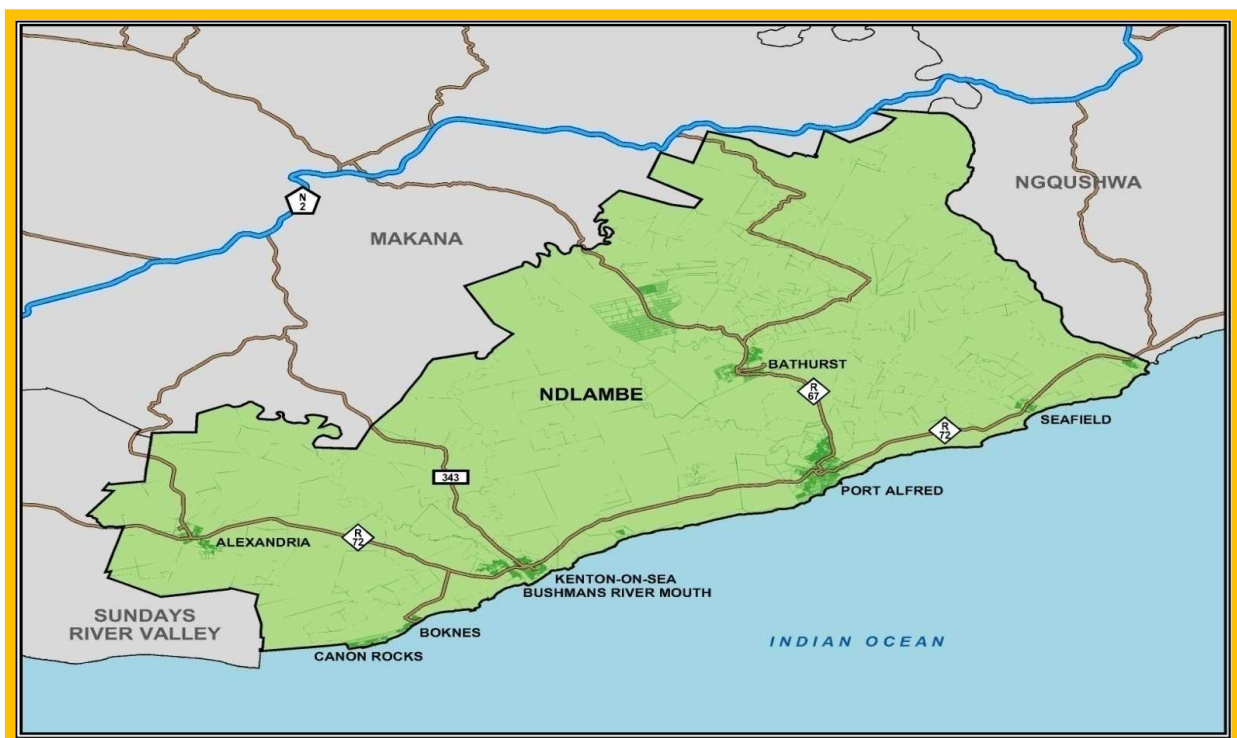 NGQUSHWA
N
2
MAKANA
BATHURST
NDLAMBE
R
67
SEAFIELD
R
72
343
PORT ALFRED
R
72
ALEXANDRIA
KENTON-ON-SEA
BUSHMANS RIVER MOUTH
SUNDAYS
RIVER VALLEY
BOKNES
INDIAN OCEAN
CANON ROCKS